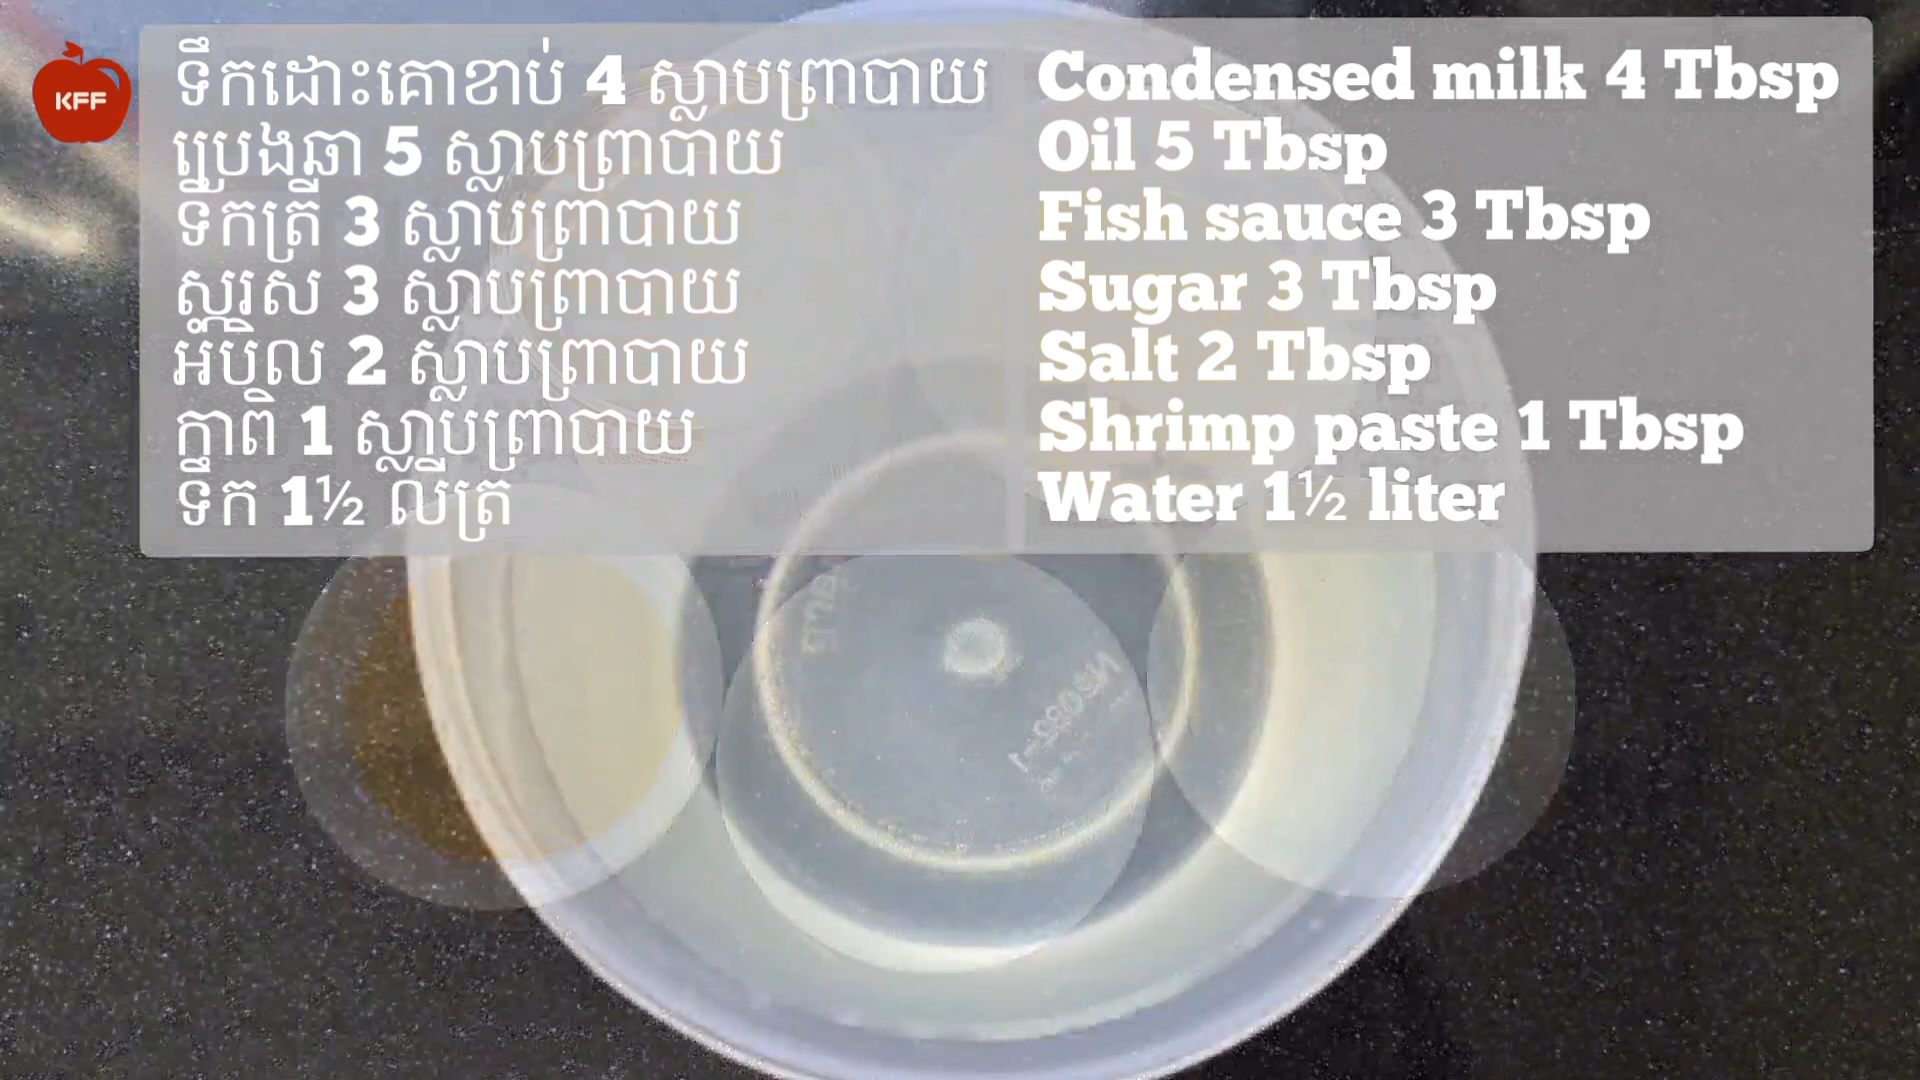 KFF
ទឹកដោះគោខាប់ 4 ស្លាបព្រាបាយ
ប្រេងឆា 5 ស្លាបព្រាបាយ
ទឹកត្រី 3 ស្លាបព្រាបាយ
ស្ករស 3 ស្លាបព្រាបាយ
អំបិល 2 ស្លាបព្រាបាយ
កាពិ 1 ស្លាបព្រាបាយ
ទឹក 1½ លីត្រ
Condensed milk 4 Tbsp
Oil 5 Tbsp
Fish sauce 3 Tbsp
Sugar 3 Tbsp
Salt 2 Tbsp
Shrimp paste 1 Tbsp
Water 1½ liter